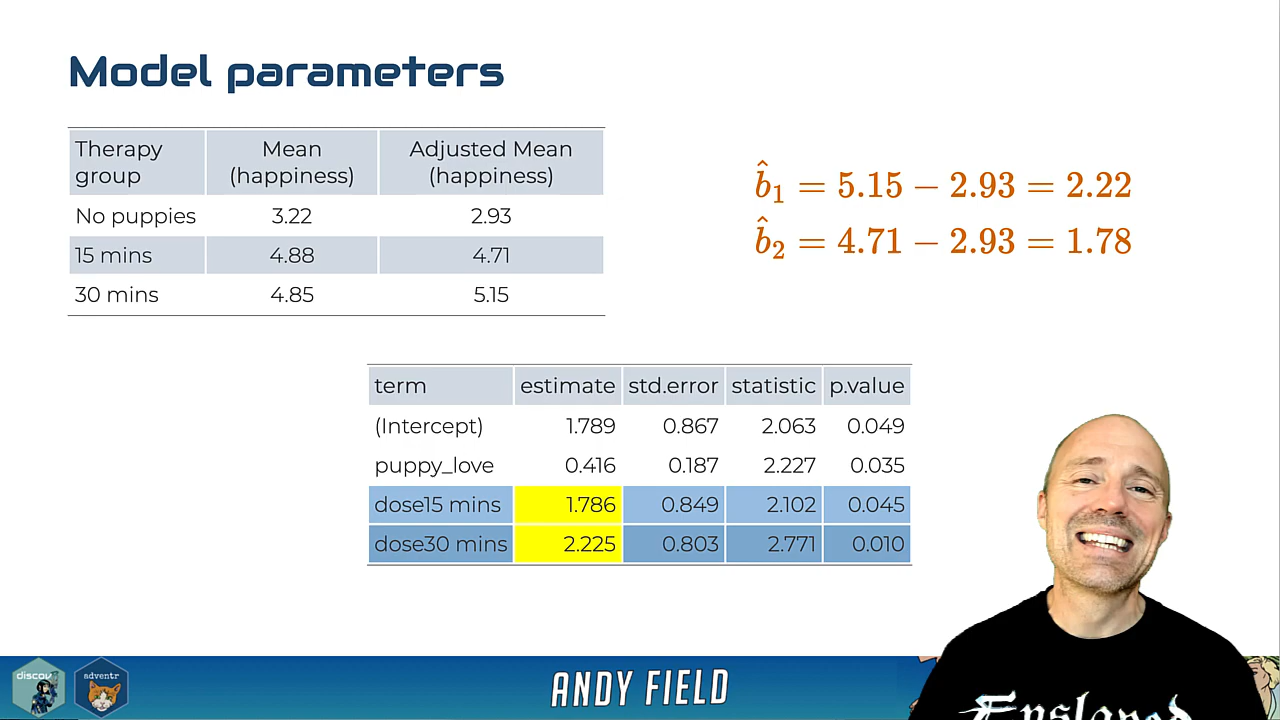 Model parameters
Therapy group Mean (happiness) Adjusted Mean (happiness)
No puppies 3.22 2.93
15 mins 4.88 4.71
30 mins 4.85 5.15
b̂₁ = 5.15 − 2.93 = 2.22
b̂₂ = 4.71 − 2.93 = 1.78
term estimate std.error statistic p.value
(Intercept) 1.789 0.867 2.063 0.049
puppy_love 0.416 0.187 2.227 0.035
dose15 mins 1.786 0.849 2.102 0.045
dose30 mins 2.225 0.803 2.771 0.010
discov
adventr
ANDY FIELD